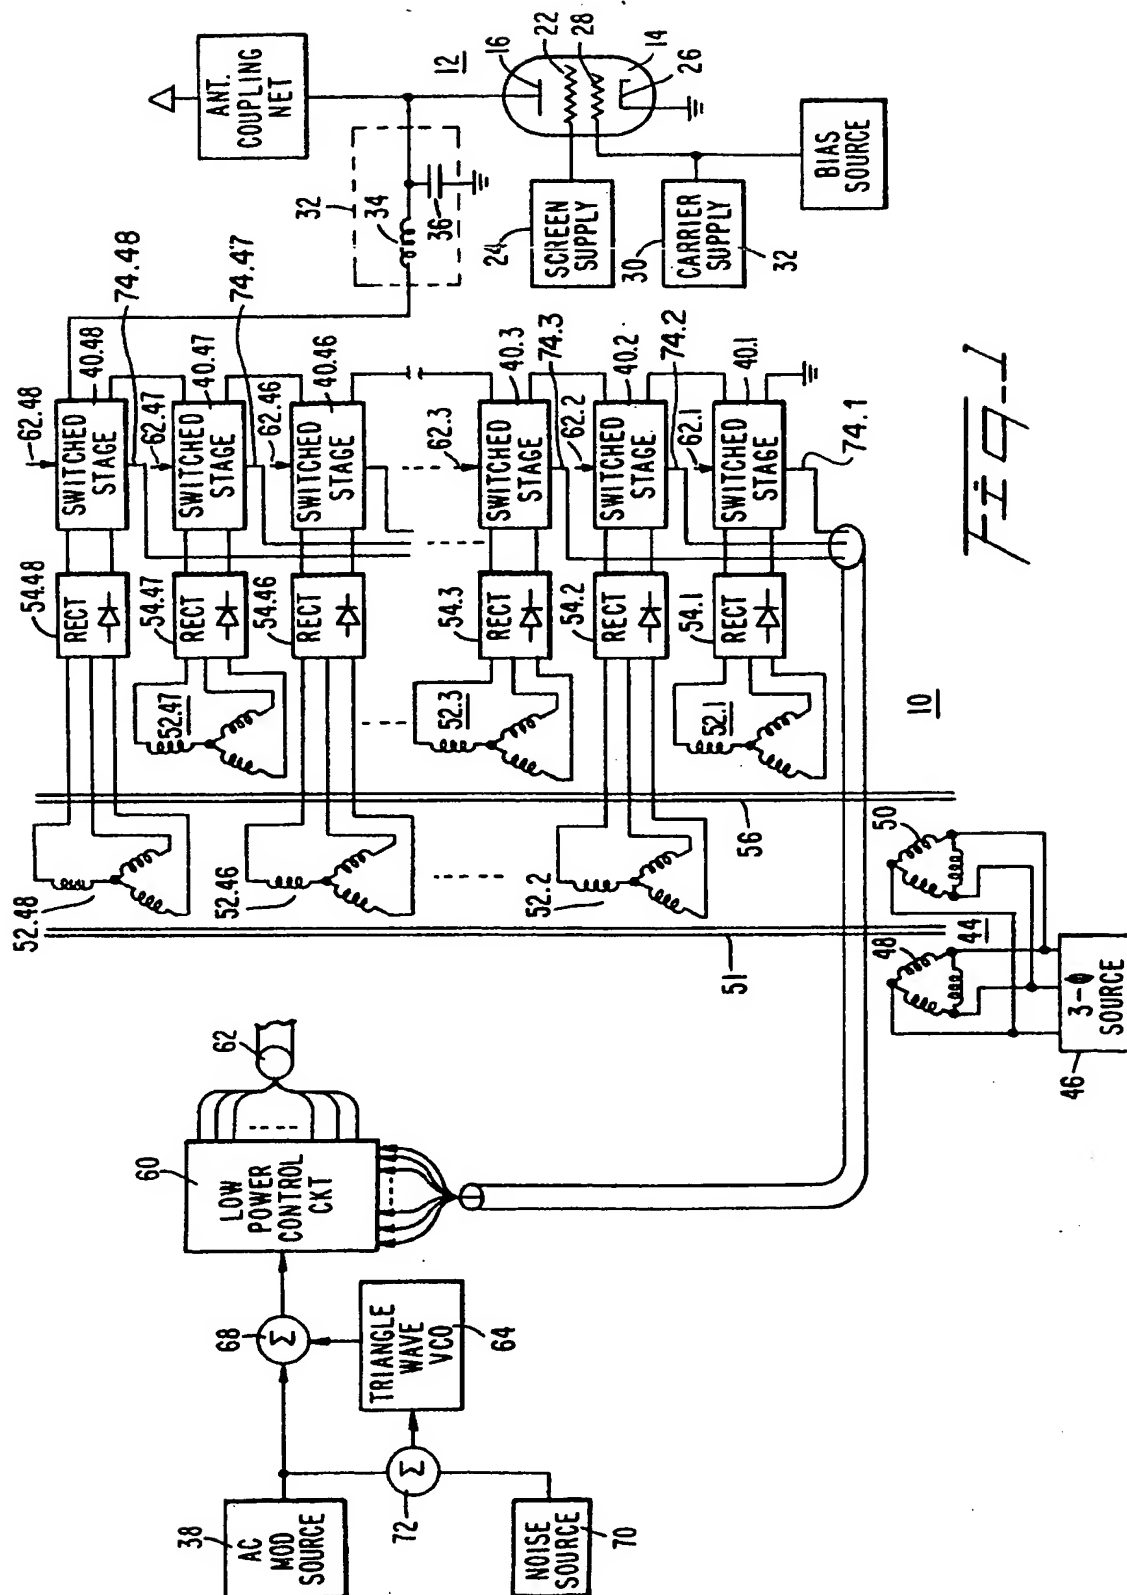 ANT.
COUPLING
NET
12
16
22
28
14
26
32
34
36
24
SCREEN
SUPPLY
30
CARRIER
SUPPLY
32
BIAS
SOURCE
74.48
74.47
62.48
SWITCHED
STAGE
40.48
62.47
SWITCHED
STAGE
40.47
62.46
SWITCHED
STAGE
40.46
62.3
SWITCHED
STAGE
40.3
74.3
62.2
SWITCHED
STAGE
40.2
74.2
62.1
SWITCHED
STAGE
40.1
74.1
54.48
RECT
54.47
RECT
54.46
RECT
54.3
RECT
54.2
RECT
54.1
RECT
52.47
52.3
52.1
52.48
52.46
52.2
56
51
10
50
48
44
3-ϕ
SOURCE
46
62
60
LOW
POWER
CONTROL
CKT
68
Σ
TRIANGLE
WAVE
VCO
64
Σ
72
38
AC
MOD
SOURCE
NOISE
SOURCE
70
FIG-1